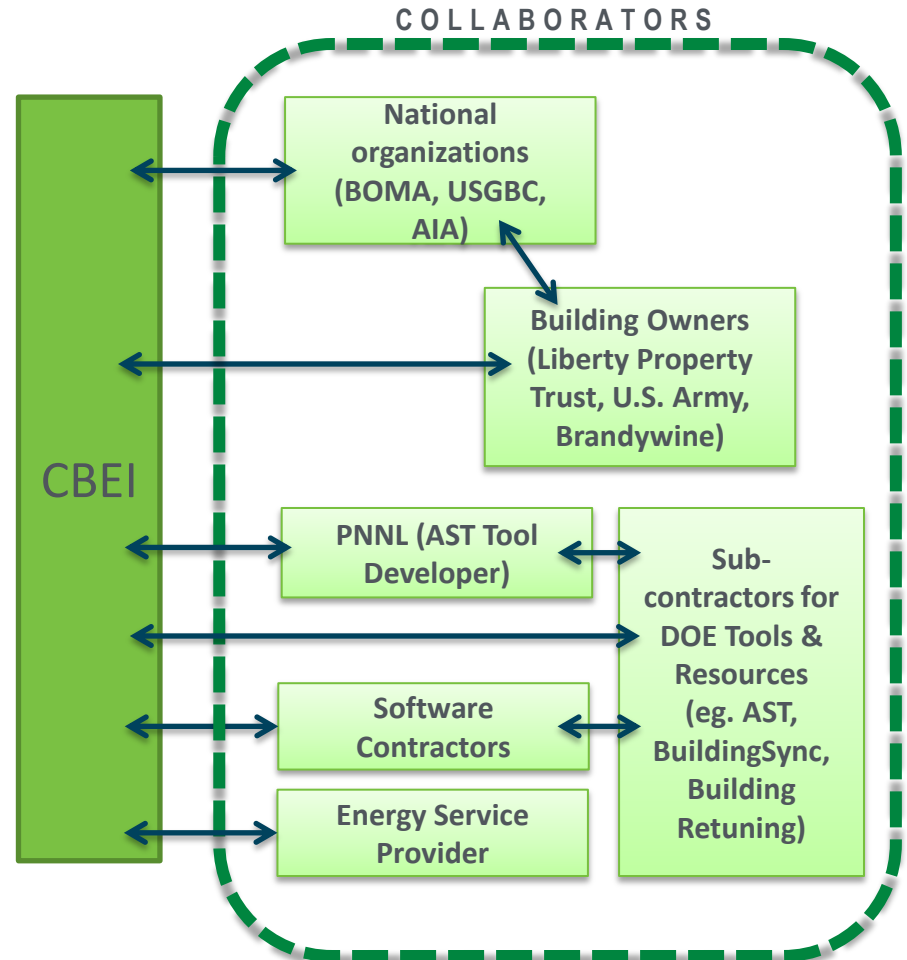 COLLABORATORS
National
organizations
(BOMA, USGBC,
AIA)
Building Owners
(Liberty Property
Trust, U.S. Army,
Brandywine)
CBEI
PNNL (AST Tool
Developer)
Sub-
contractors for
DOE Tools &
Resources
(eg. AST,
BuildingSync,
Building
Retuning)
Software
Contractors
Energy Service
Provider